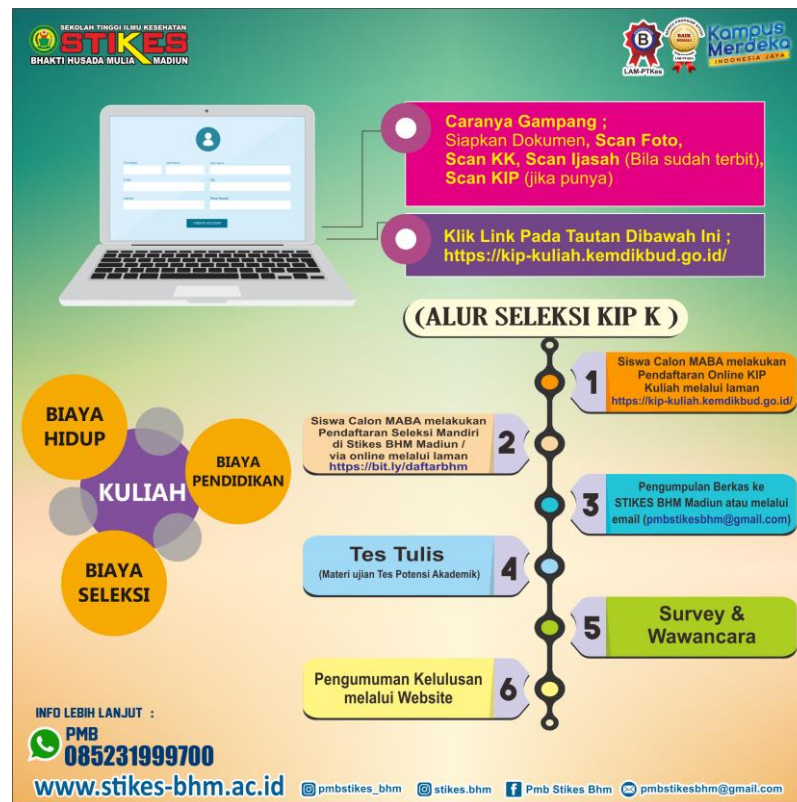 SEKOLAH TINGGI ILMU KESEHATAN
STIKES
BHAKTI HUSADA MULIA MADIUN
B
LAM-PTKes
BAIK
Kampus
Merdeka
INDONESIA JAYA
Caranya Gampang ;
Siapkan Dokumen, Scan Foto,
Scan KK, Scan Ijasah (Bila sudah terbit),
Scan KIP (jika punya)
Klik Link Pada Tautan Dibawah Ini ;
https://kip-kuliah.kemdikbud.go.id/
(ALUR SELEKSI KIP K )
1
Siswa Calon MABA melakukan
Pendaftaran Online KIP
Kuliah melalui laman
https://kip-kuliah.kemdikbud.go.id/
Siswa Calon MABA melakukan
Pendaftaran Seleksi Mandiri
di Stikes BHM Madiun /
via online melalui laman
https://bit.ly/daftarbhm
2
3
Pengumpulan Berkas ke
STIKES BHM Madiun atau melalui
email (pmbstikesbhm@gmail.com)
Tes Tulis
(Materi ujian Tes Potensi Akademik)
4
5
Survey &
Wawancara
Pengumuman Kelulusan
melalui Website
6
BIAYA
HIDUP
BIAYA
PENDIDIKAN
KULIAH
BIAYA
SELEKSI
INFO LEBIH LANJUT :
PMB
085231999700
www.stikes-bhm.ac.id
pmbstikes_bhm
stikes.bhm
Pmb Stikes Bhm
pmbstikesbhm@gmail.com